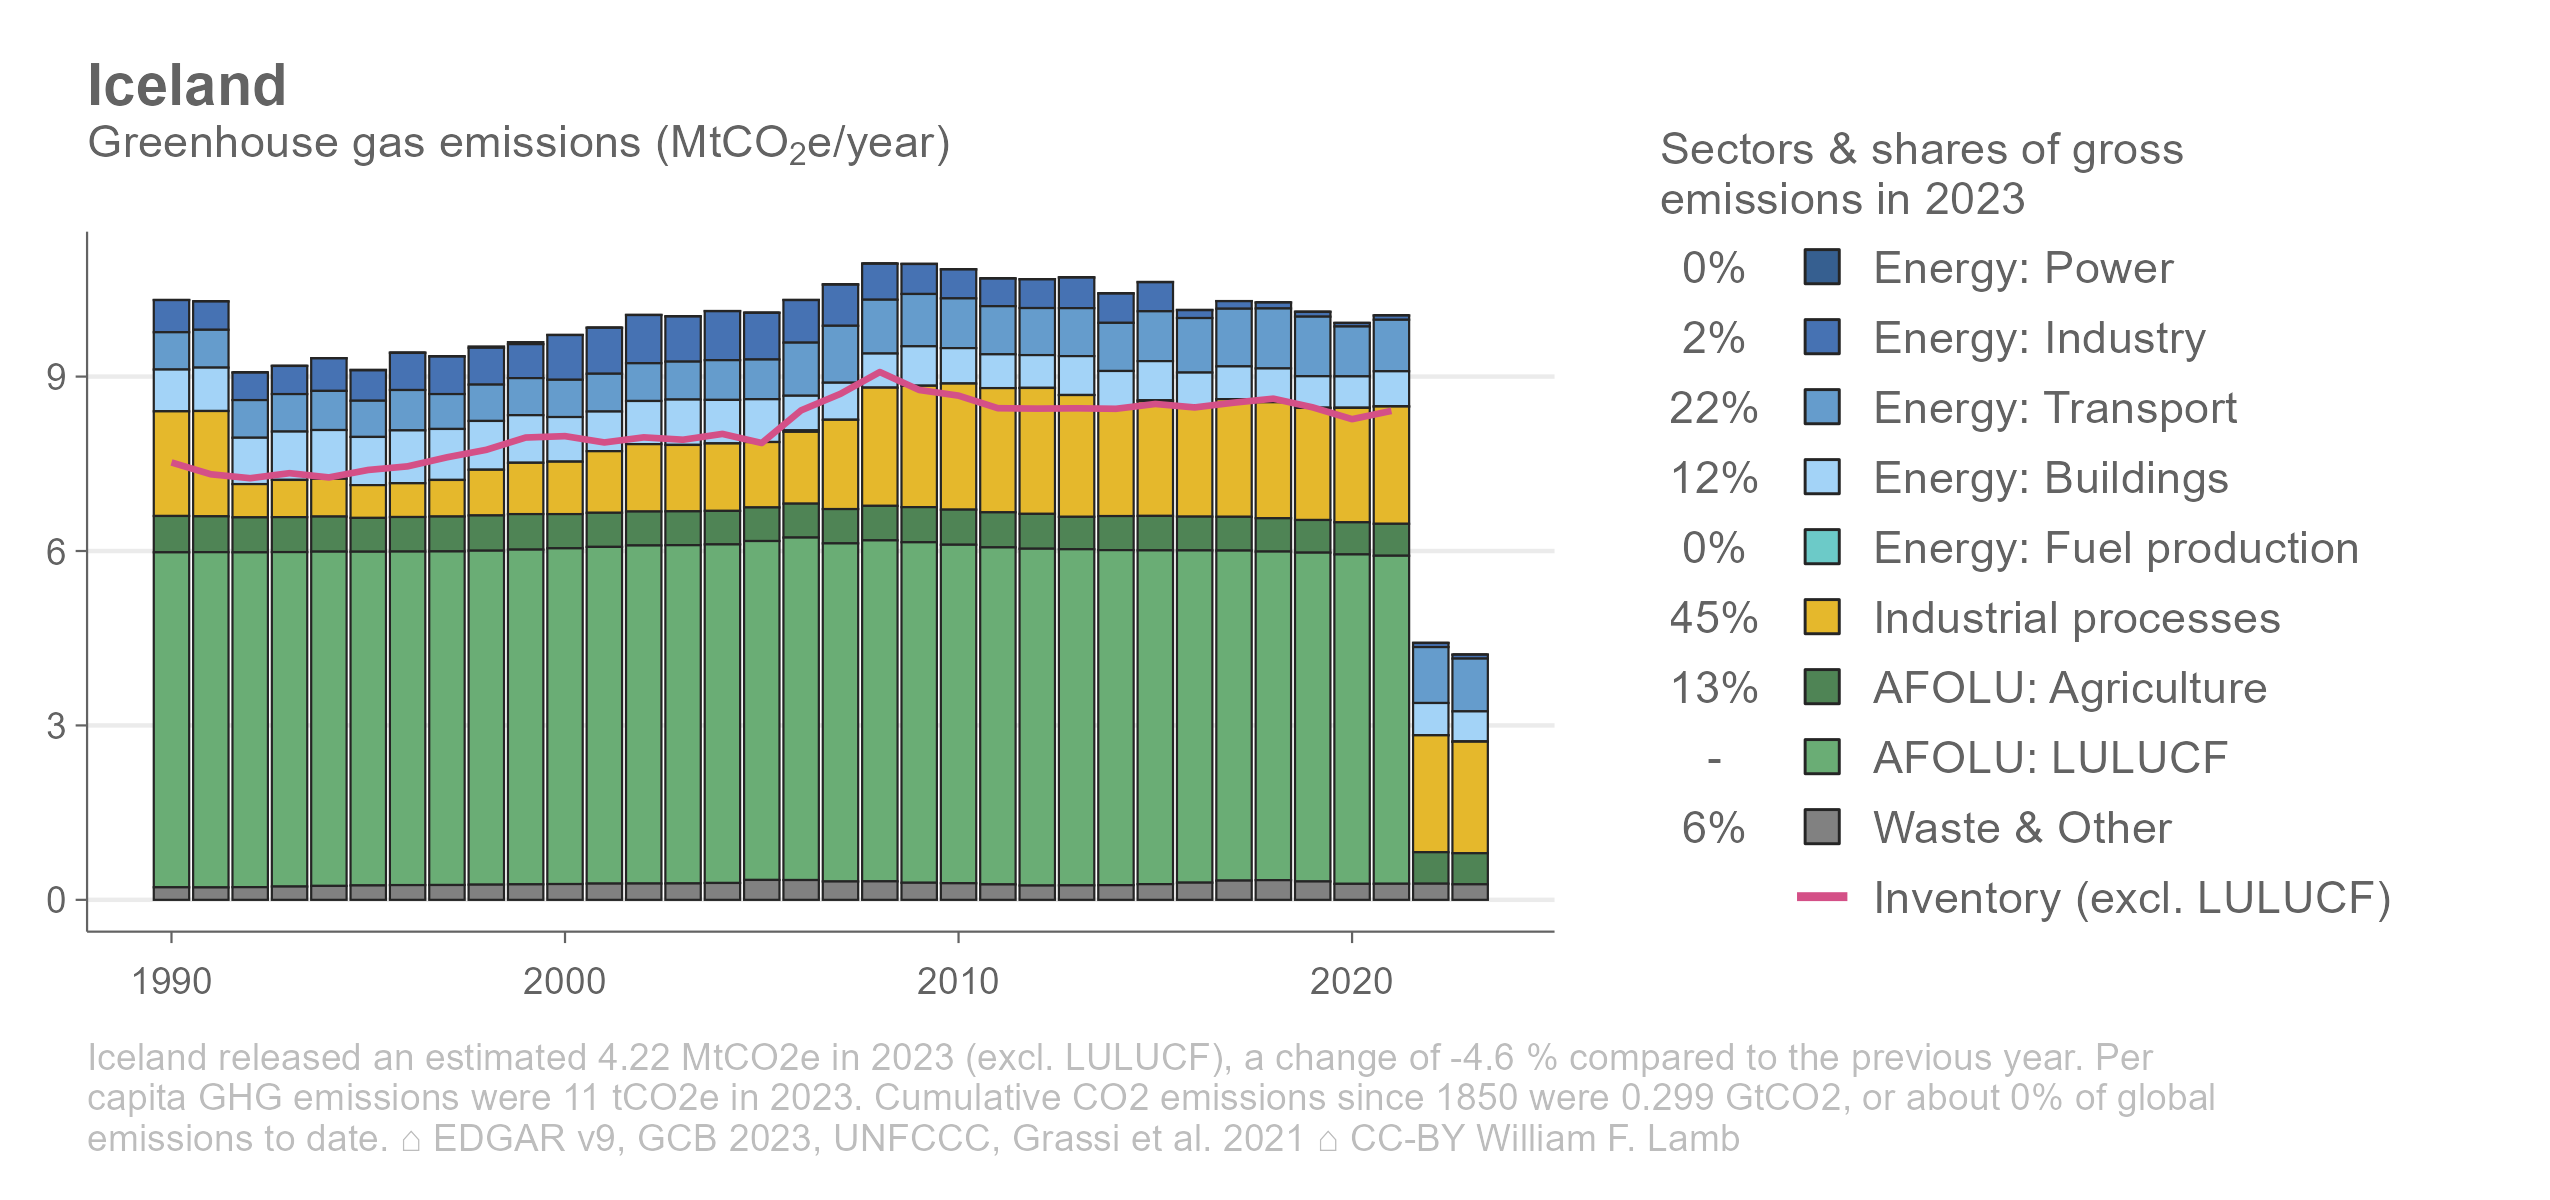 Iceland
Greenhouse gas emissions (MtCO₂e/year)
Sectors & shares of gross
emissions in 2023
0% Energy: Power
2% Energy: Industry
22% Energy: Transport
12% Energy: Buildings
0% Energy: Fuel production
45% Industrial processes
13% AFOLU: Agriculture
- AFOLU: LULUCF
6% Waste & Other
Inventory (excl. LULUCF)
9
6
3
0
1990 2000 2010 2020
Iceland released an estimated 4.22 MtCO2e in 2023 (excl. LULUCF), a change of -4.6 % compared to the previous year. Per
capita GHG emissions were 11 tCO2e in 2023. Cumulative CO2 emissions since 1850 were 0.299 GtCO2, or about 0% of global
emissions to date. ⌂ EDGAR v9, GCB 2023, UNFCCC, Grassi et al. 2021 ⌂ CC-BY William F. Lamb